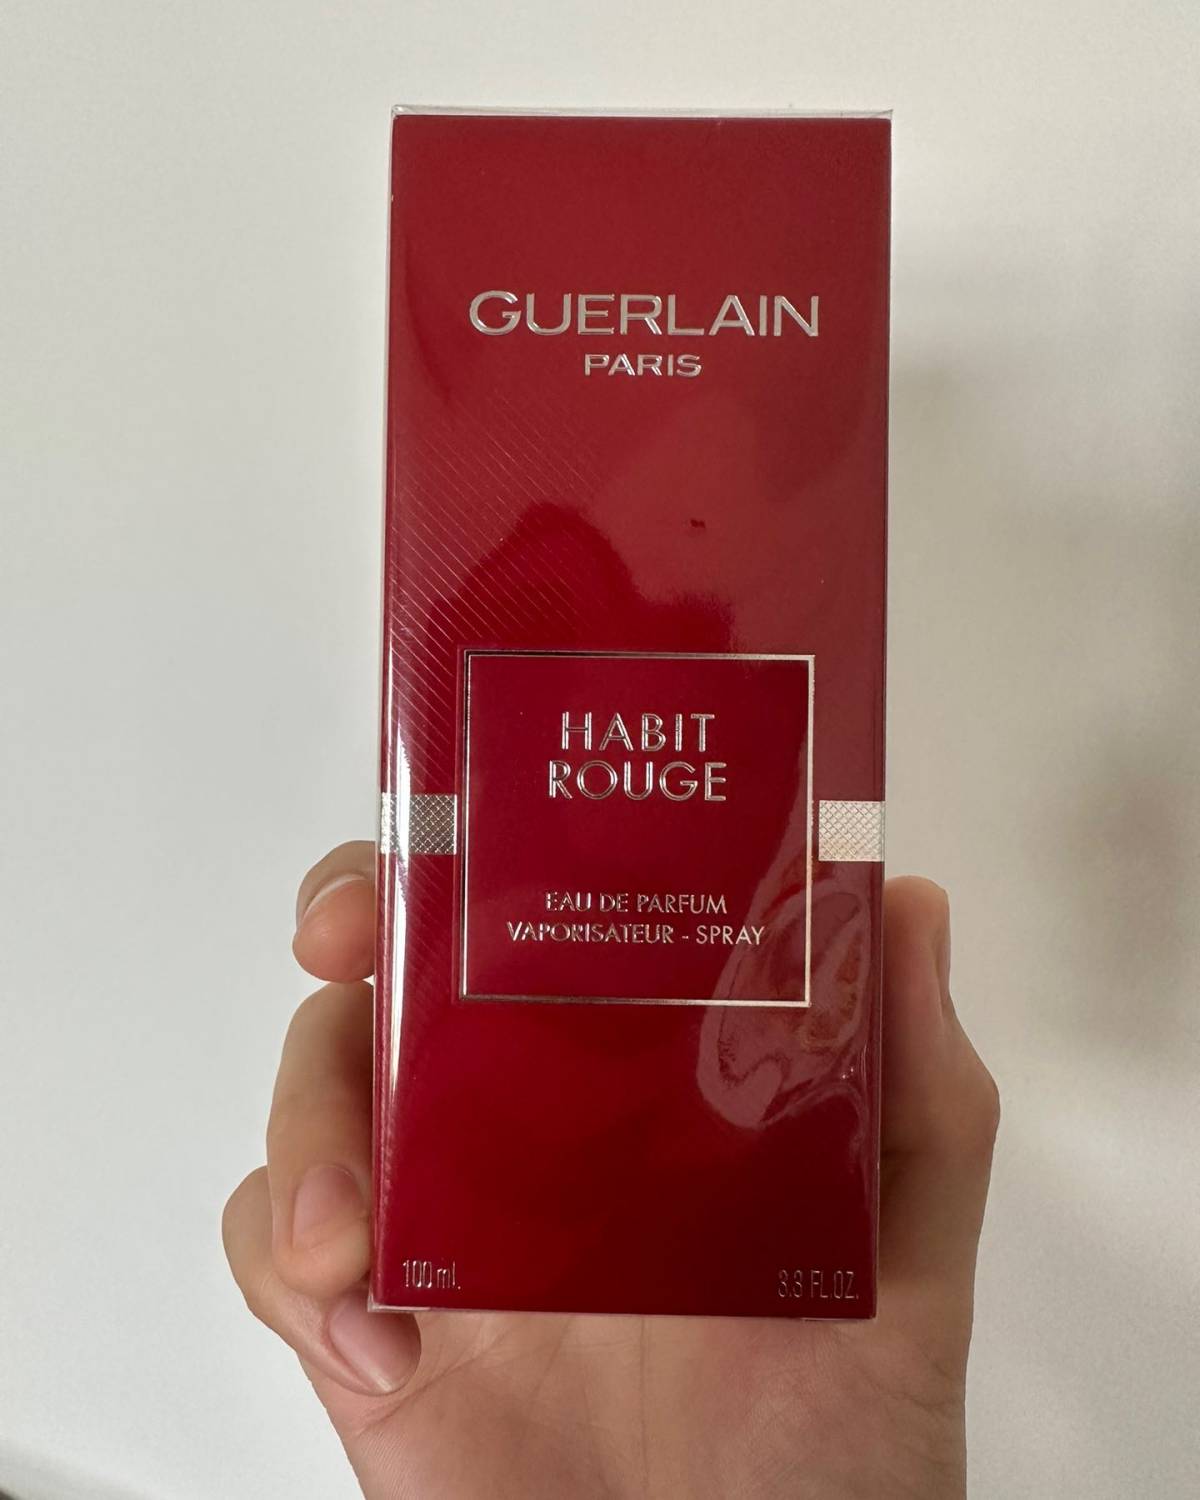 GUERLAIN
PARIS
HABIT
ROUGE
EAU DE PARFUM
VAPORISATEUR - SPRAY
100 ml. 3.3 FL.OZ.